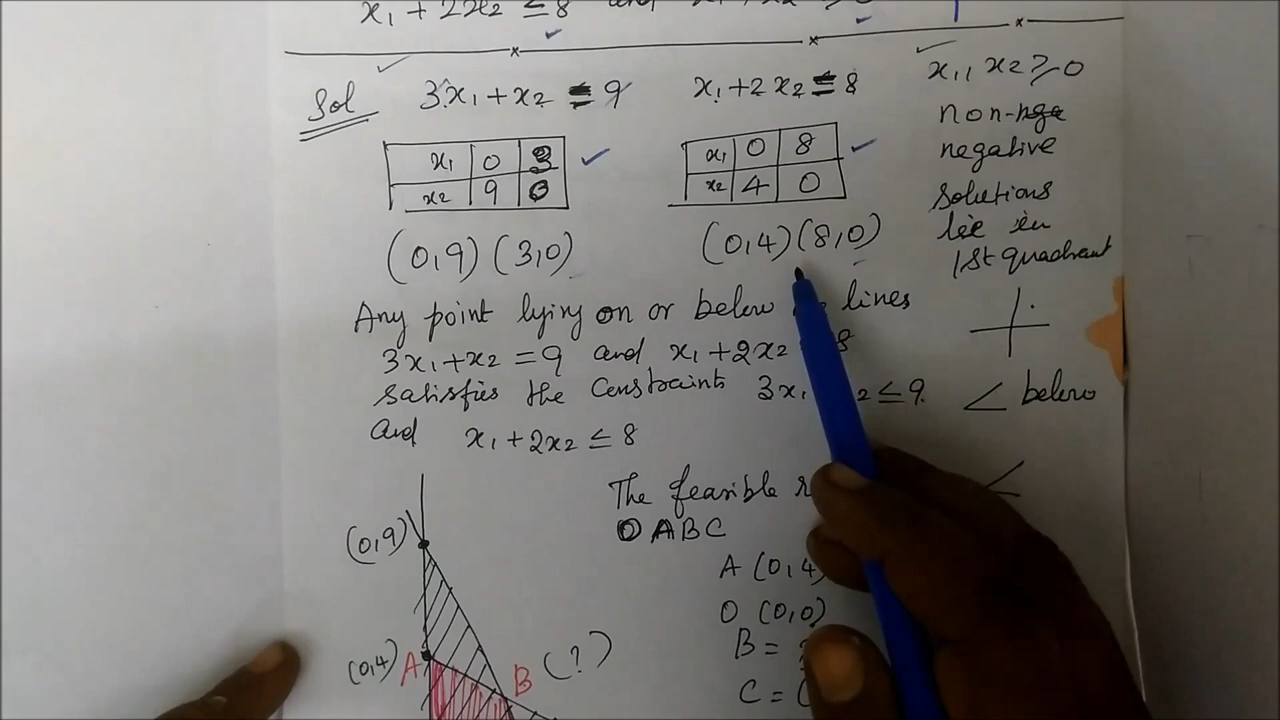 x1 + 2x2 ≤ 8
Sol 3x1 + x2 ≤ 9 x1 + 2x2 ≤ 8 x1, x2 ≥ 0
x1 0 3
x2 9 0
x1 0 8
x2 4 0
(0,9) (3,0) (0,4) (8,0)
non-
negative
solutions
lie in
1st quadrant
Any point lying on or below lines
3x1 + x2 = 9 and x1 + 2x2 8
satisfies the constraints 3x1 2 ≤ 9. < below
and x1 + 2x2 ≤ 8
The feasible <
OABC
(0,9)
A (0,4)
O (0,0)
B =
C = (
(0,4) A B (?)